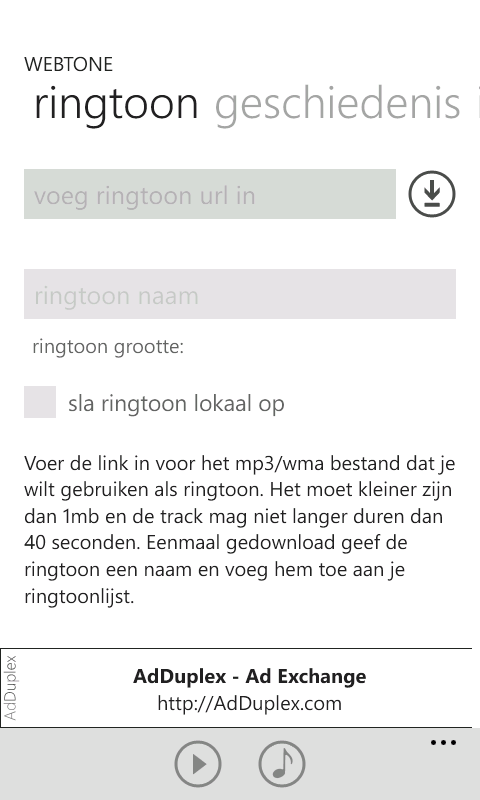 WEBTONE
ringtoon geschiedenis
voeg ringtoon url in
ringtoon naam
ringtoon grootte:
sla ringtoon lokaal op
Voer de link in voor het mp3/wma bestand dat je
wilt gebruiken als ringtoon. Het moet kleiner zijn
dan 1mb en de track mag niet langer duren dan
40 seconden. Eenmaal gedownload geef de
ringtoon een naam en voeg hem toe aan je
ringtoonlijst.
AdDuplex
AdDuplex - Ad Exchange
http://AdDuplex.com